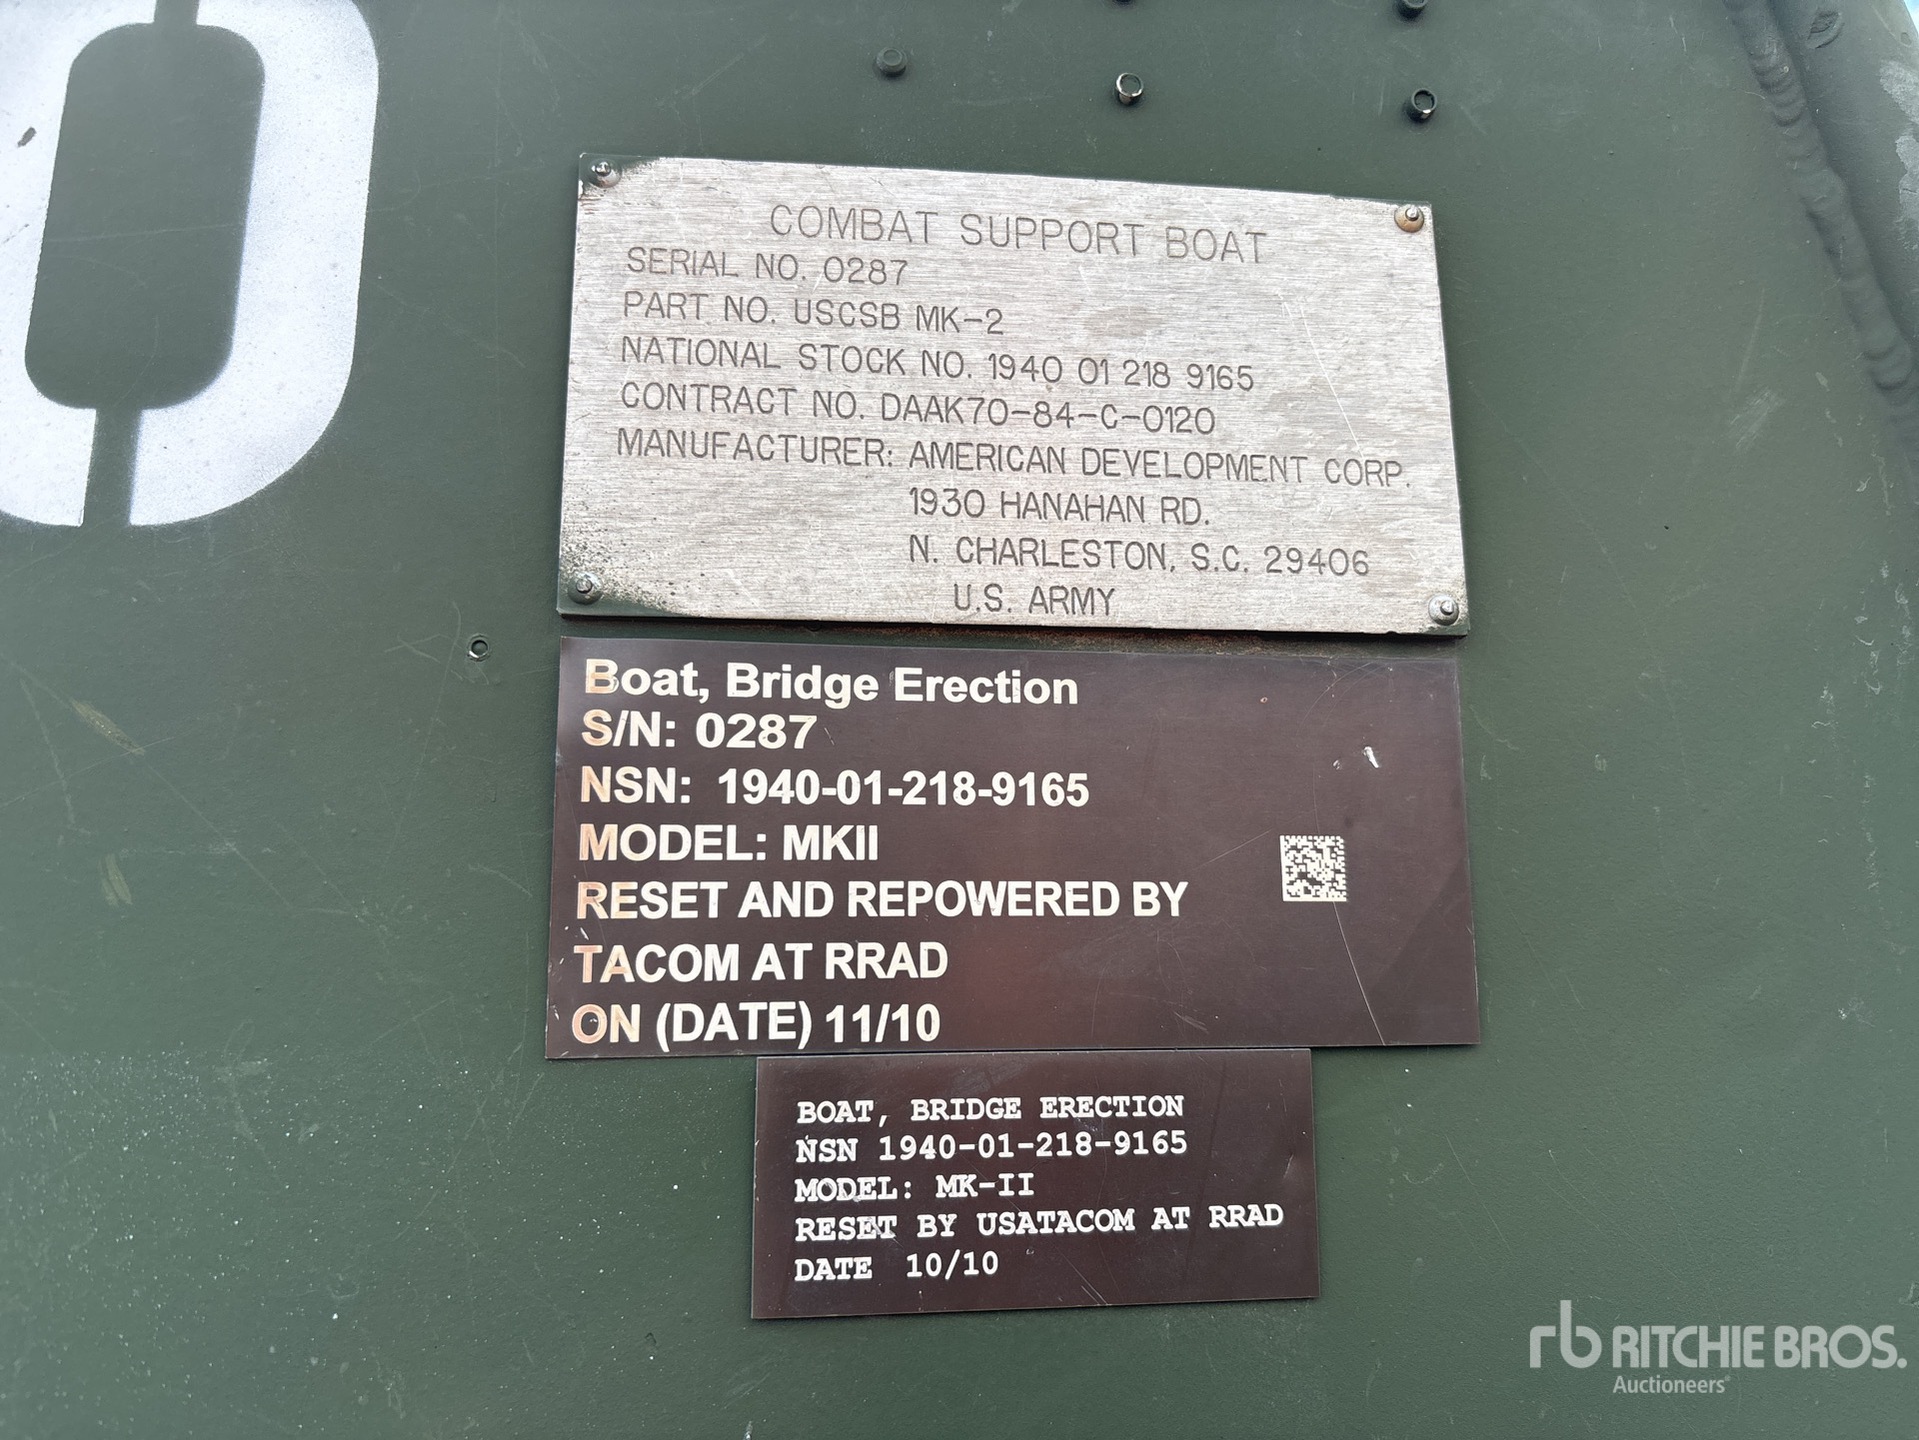 0
COMBAT SUPPORT BOAT
SERIAL NO. 0287
PART NO. USCSB MK-2
NATIONAL STOCK NO. 1940 01 218 9165
CONTRACT NO. DAAK70-84-C-0120
MANUFACTURER: AMERICAN DEVELOPMENT CORP.
1930 HANAHAN RD.
N. CHARLESTON, S.C. 29406
U.S. ARMY
Boat, Bridge Erection
S/N: 0287
NSN: 1940-01-218-9165
MODEL: MKII
RESET AND REPOWERED BY
TACOM AT RRAD
ON (DATE) 11/10
BOAT, BRIDGE ERECTION
NSN 1940-01-218-9165
MODEL: MK-II
RESET BY USATACOM AT RRAD
DATE 10/10
rb RITCHIE BROS.
Auctioneers